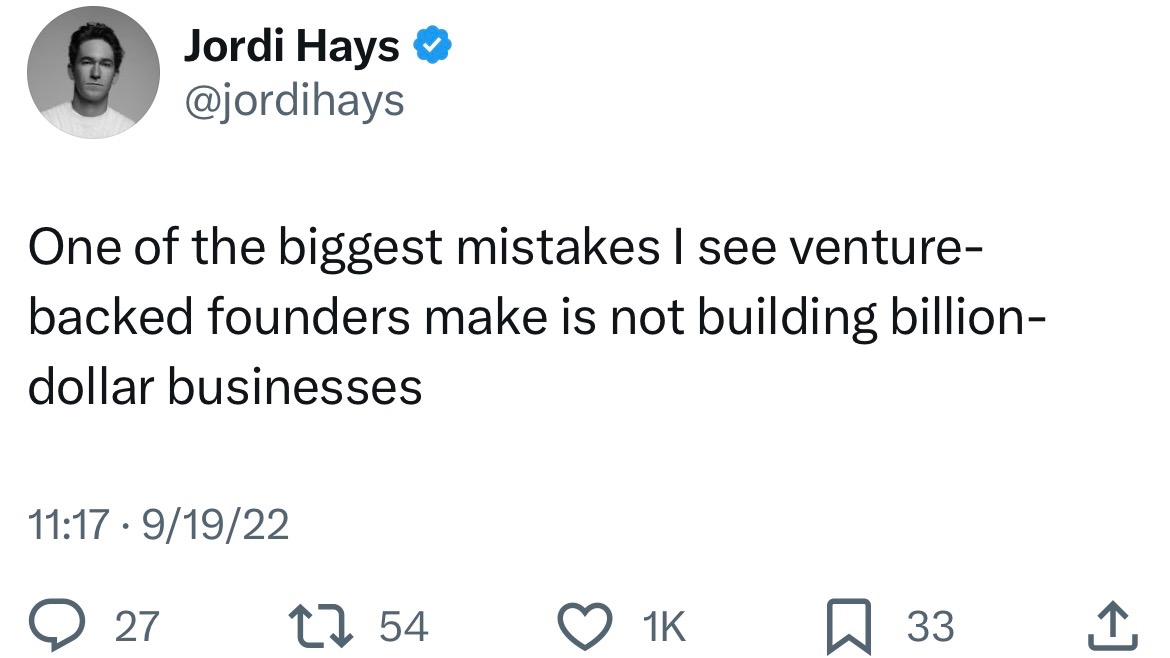 Jordi Hays
@jordihays
One of the biggest mistakes I see venture-
backed founders make is not building billion-
dollar businesses
11:17 · 9/19/22
27 54 1K 33